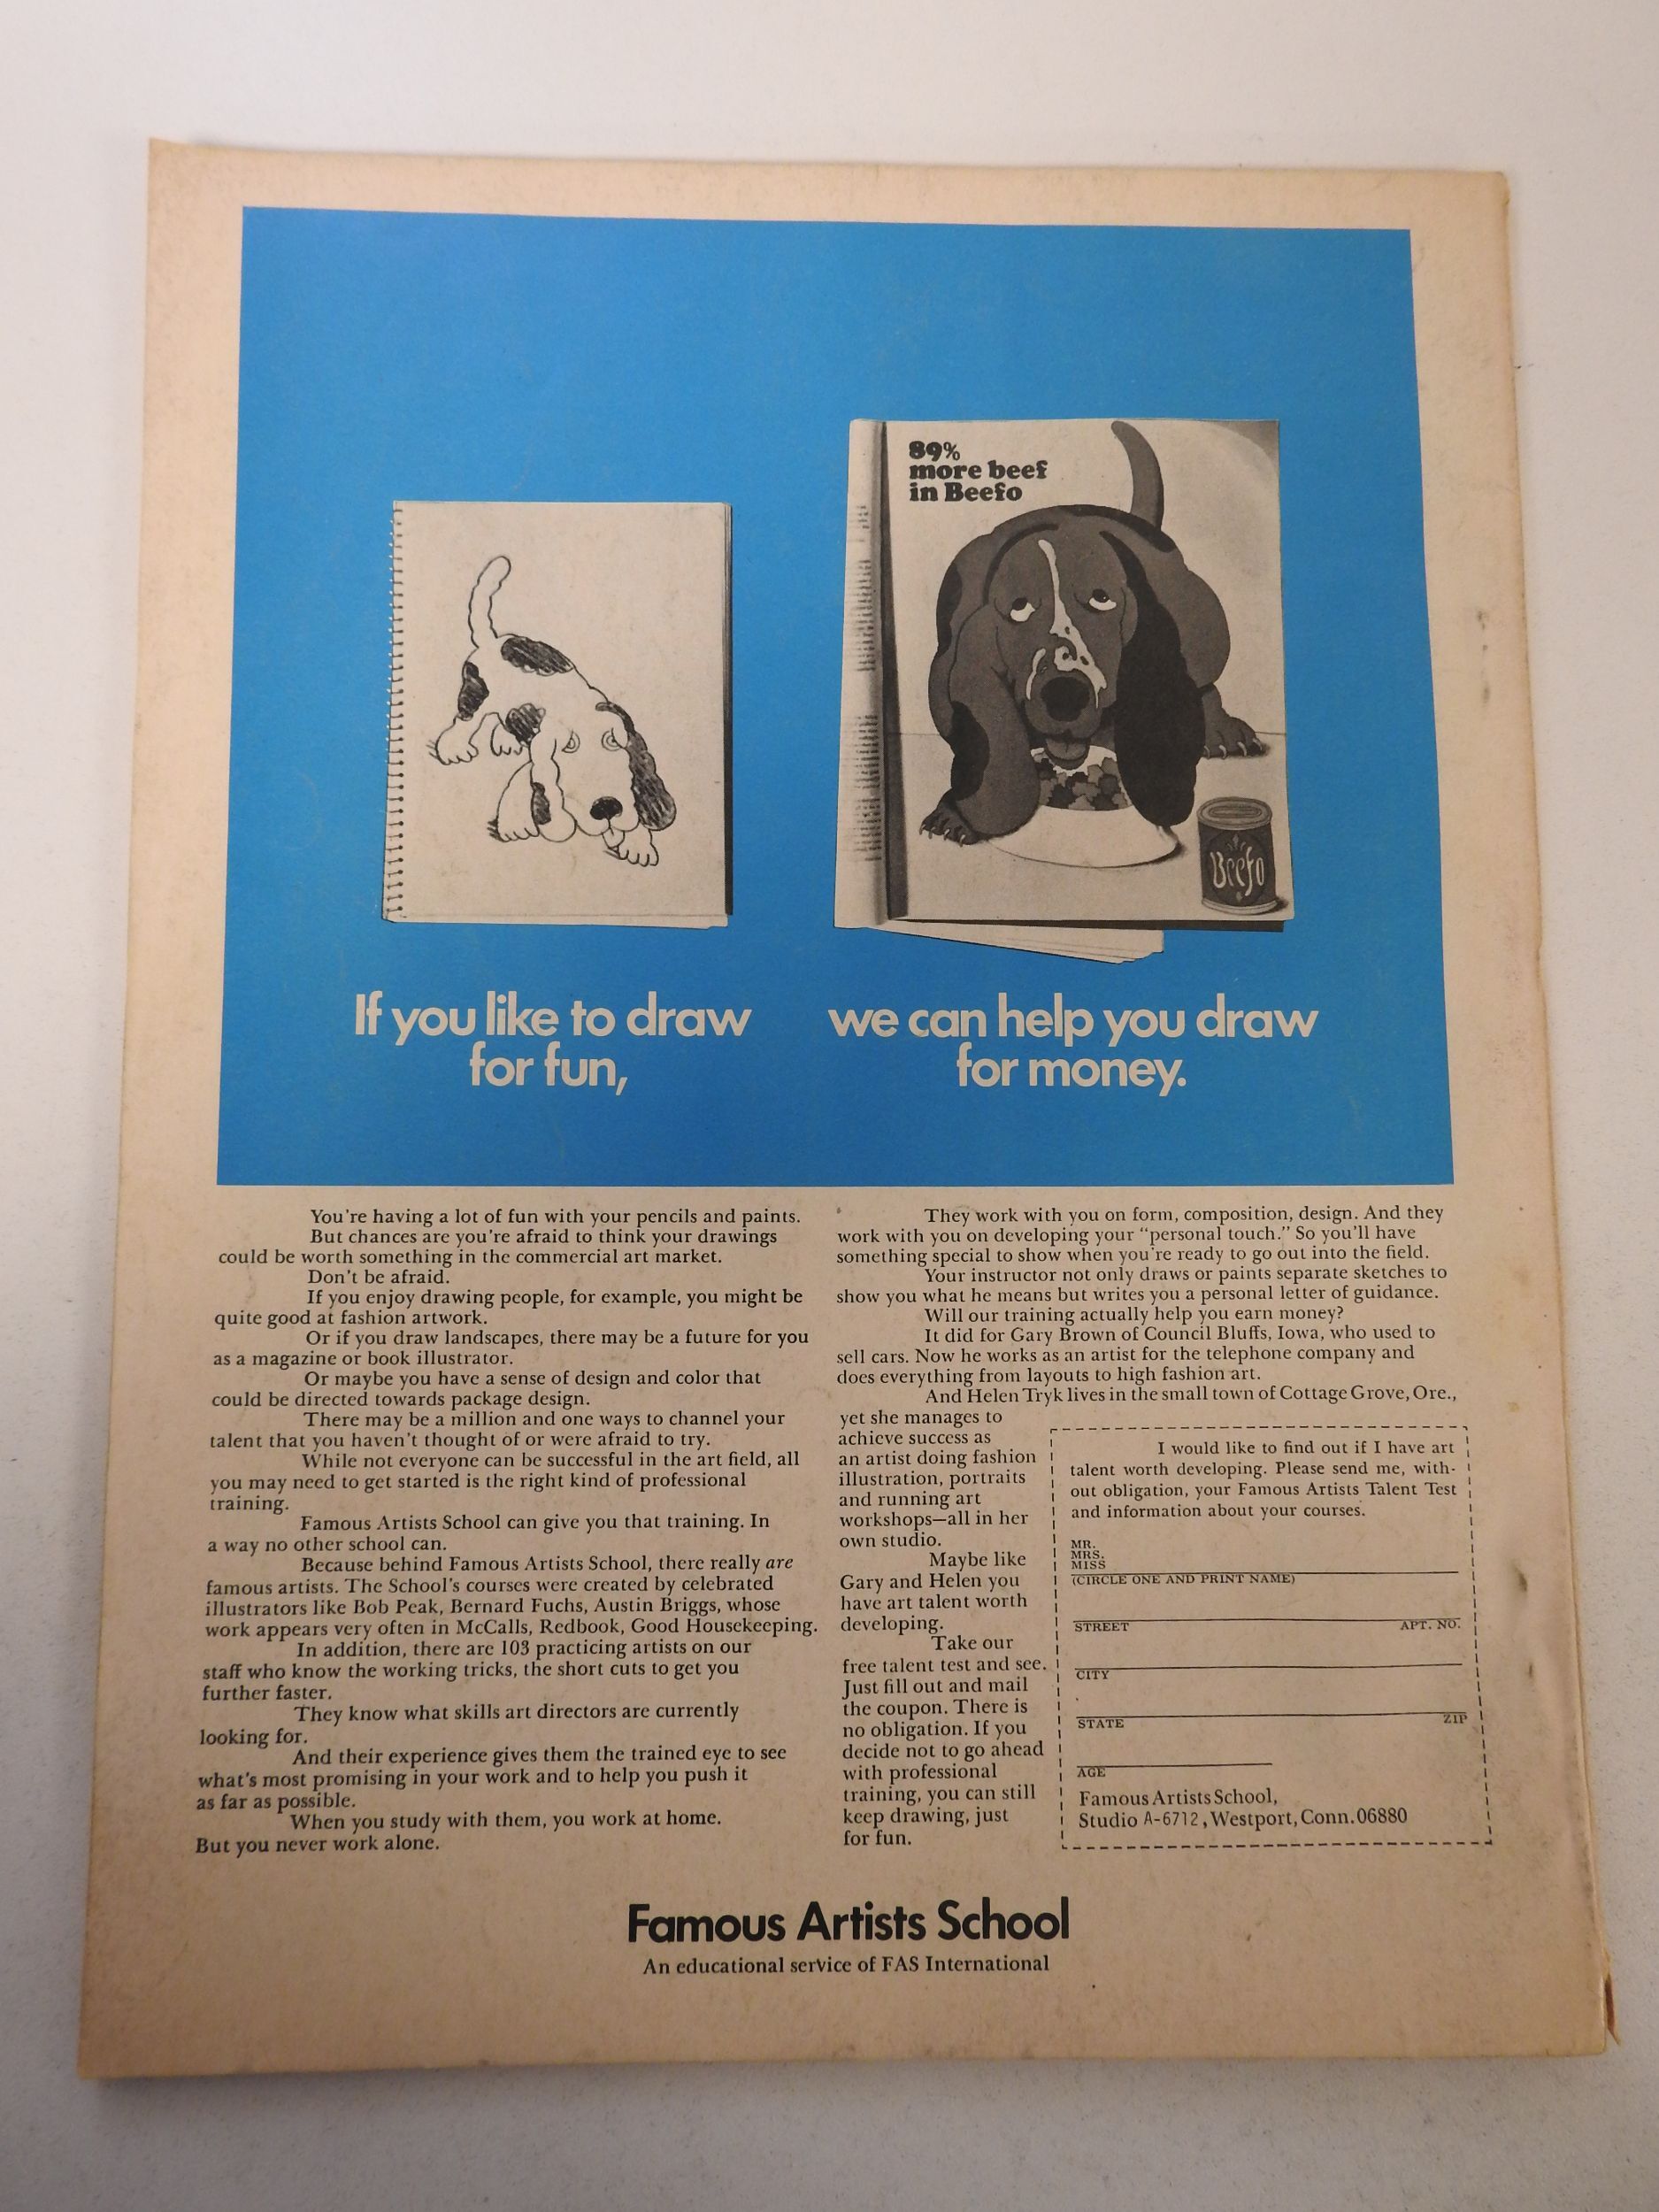 89%
more beef
in Beefo
Beefo
If you like to draw
for fun,
we can help you draw
for money.
You're having a lot of fun with your pencils and paints.
But chances are you're afraid to think your drawings
could be worth something in the commercial art market.
Don't be afraid.
If you enjoy drawing people, for example, you might be
quite good at fashion artwork.
Or if you draw landscapes, there may be a future for you
as a magazine or book illustrator.
Or maybe you have a sense of design and color that
could be directed towards package design.
There may be a million and one ways to channel your
talent that you haven't thought of or were afraid to try.
While not everyone can be successful in the art field, all
you may need to get started is the right kind of professional
training.
Famous Artists School can give you that training. In
a way no other school can.
Because behind Famous Artists School, there really are
famous artists. The School's courses were created by celebrated
illustrators like Bob Peak, Bernard Fuchs, Austin Briggs, whose
work appears very often in McCalls, Redbook, Good Housekeeping.
In addition, there are 103 practicing artists on our
staff who know the working tricks, the short cuts to get you
further faster.
They know what skills art directors are currently
looking for.
And their experience gives them the trained eye to see
what's most promising in your work and to help you push it
as far as possible.
When you study with them, you work at home.
But you never work alone.
They work with you on form, composition, design. And they
work with you on developing your "personal touch." So you'll have
something special to show when you're ready to go out into the field.
Your instructor not only draws or paints separate sketches to
show you what he means but writes you a personal letter of guidance.
Will our training actually help you earn money?
It did for Gary Brown of Council Bluffs, Iowa, who used to
sell cars. Now he works as an artist for the telephone company and
does everything from layouts to high fashion art.
And Helen Tryk lives in the small town of Cottage Grove, Ore.,
yet she manages to
achieve success as
an artist doing fashion
illustration, portraits
and running art
workshops—all in her
own studio.
Maybe like
Gary and Helen you
have art talent worth
developing.
Take our
free talent test and see.
Just fill out and mail
the coupon. There is
no obligation. If you
decide not to go ahead
with professional
training, you can still
keep drawing, just
for fun.
I would like to find out if I have art
talent worth developing. Please send me, with-
out obligation, your Famous Artists Talent Test
and information about your courses.
MR.
MRS.
MISS
(CIRCLE ONE AND PRINT NAME)
STREET APT. NO.
CITY
STATE ZIP
AGE
Famous Artists School,
Studio A-6712, Westport, Conn. 06880
Famous Artists School
An educational service of FAS International